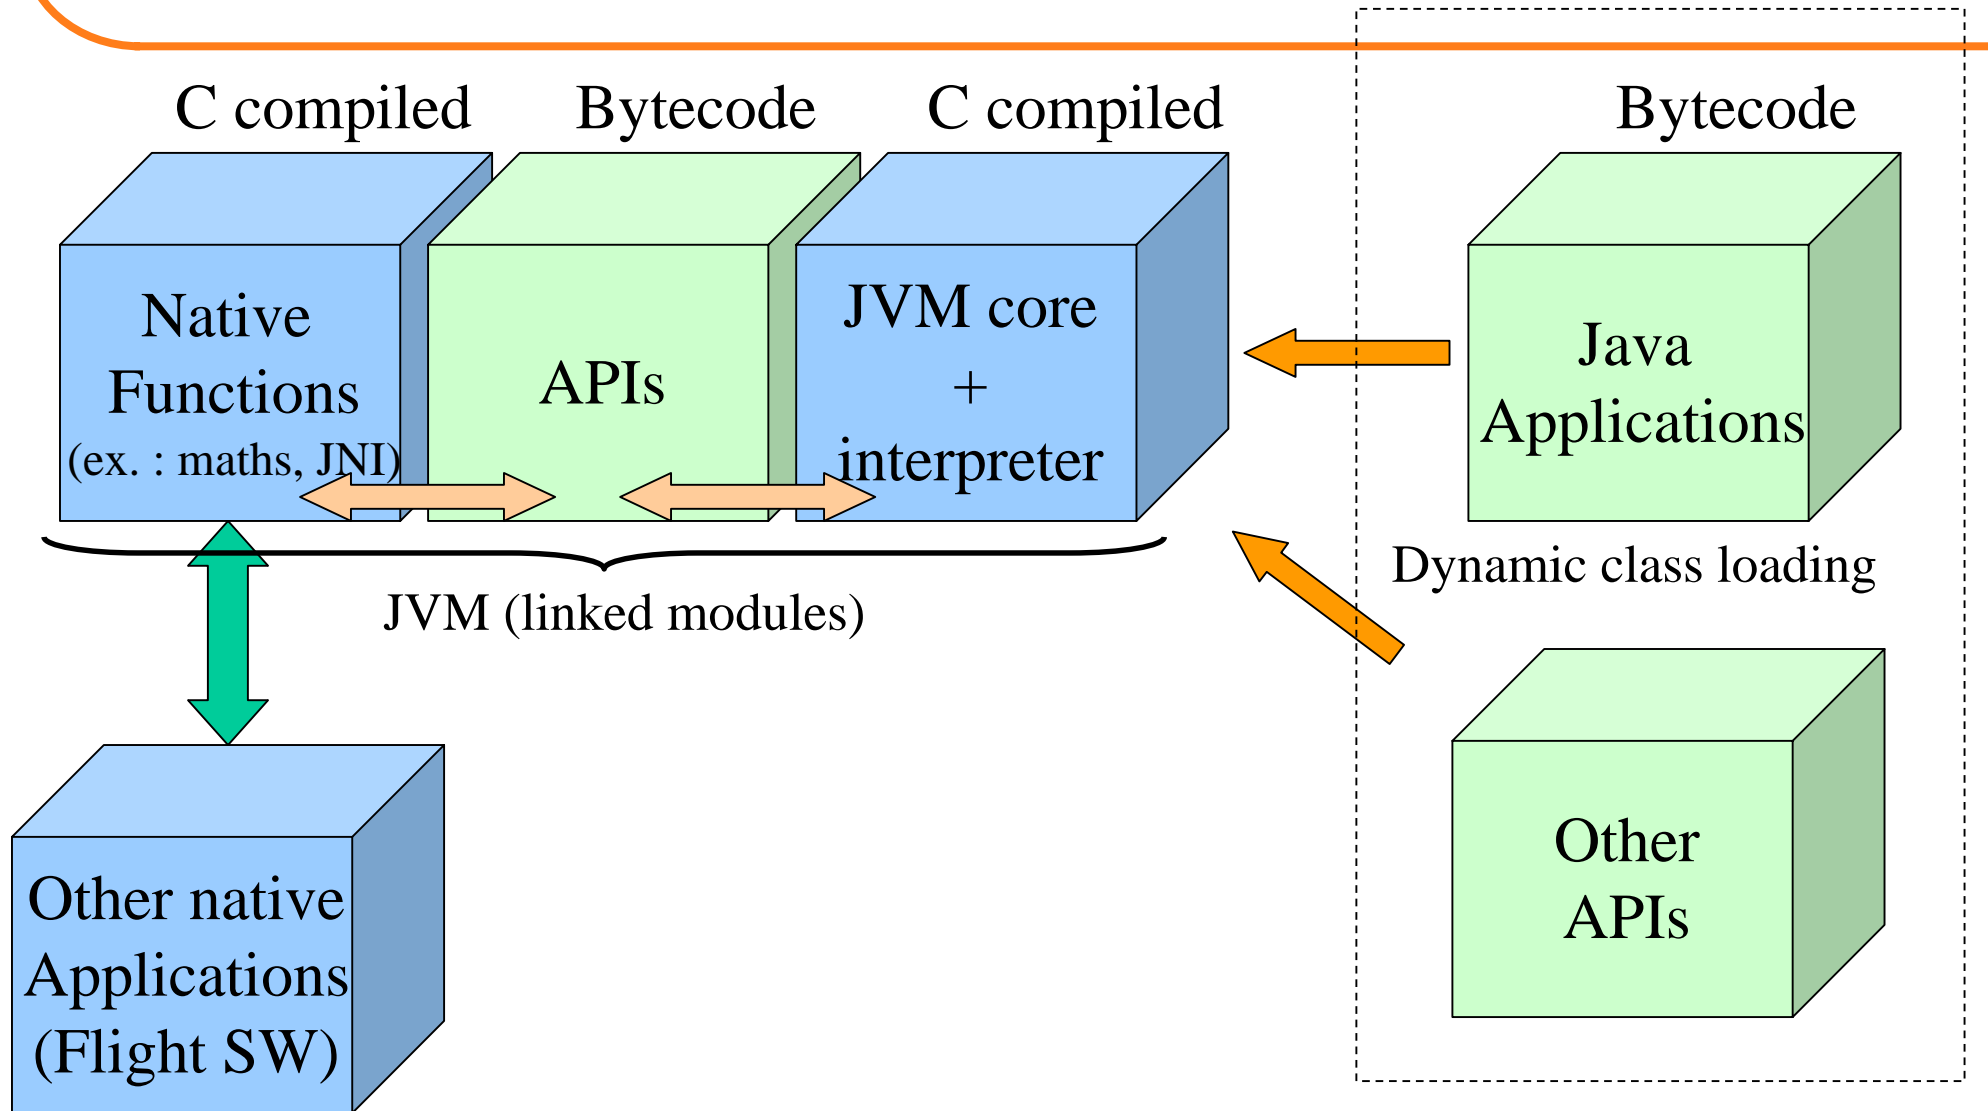 C compiled
Bytecode
C compiled
Bytecode
Native
Functions
(ex. : maths, JNI)
APIs
JVM core
+
interpreter
Java
Applications
JVM (linked modules)
Dynamic class loading
Other native
Applications
(Flight SW)
Other
APIs